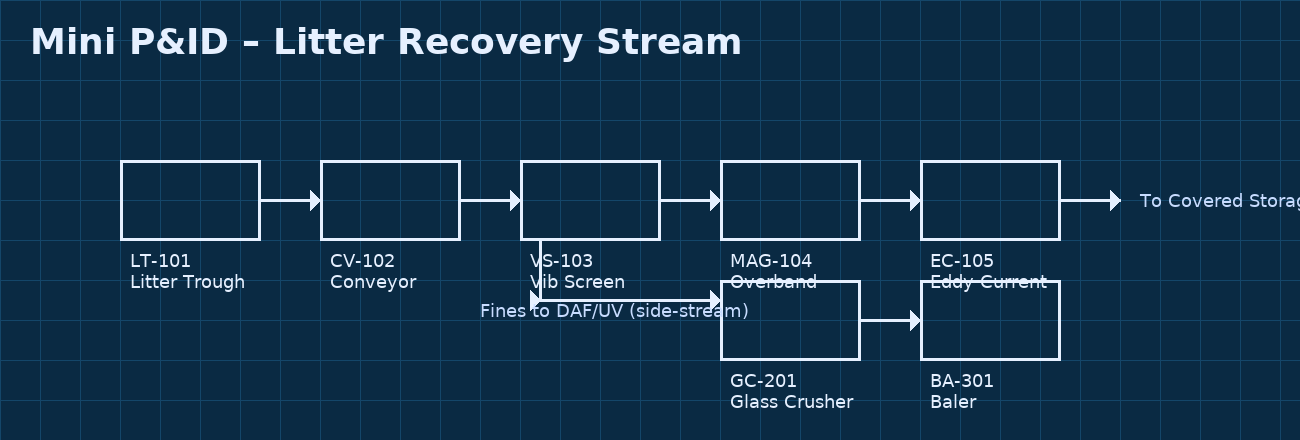 Mini P&ID – Litter Recovery Stream
To Covered
LT-101
Litter Trough
CV-102
Conveyor
VS-103
Vib Screen
MAG-104
Overband
EC-105
Eddy Current
Fines to DAF/UV (side-stream)
GC-201
Glass Crusher
BA-301
Baler